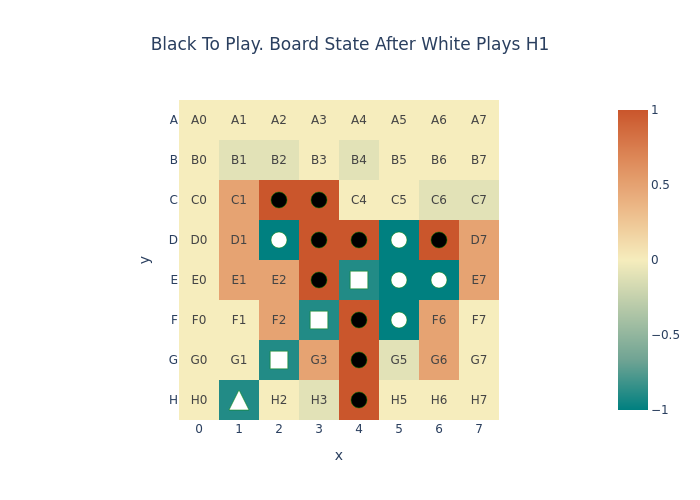 Black To Play. Board State After White Plays H1
A A0 A1 A2 A3 A4 A5 A6 A7
B B0 B1 B2 B3 B4 B5 B6 B7
C C0 C1 C4 C5 C6 C7
D D0 D1 D7
E E0 E1 E2 E7
F F0 F1 F2 F6 F7
G G0 G1 G3 G5 G6 G7
H H0 H2 H3 H5 H6 H7
0 1 2 3 4 5 6 7
x
y
1
0.5
0
−0.5
−1